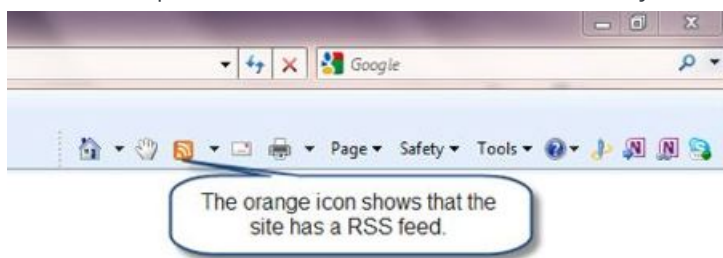 Google
Page Safety Tools
The orange icon shows that the
site has a RSS feed.